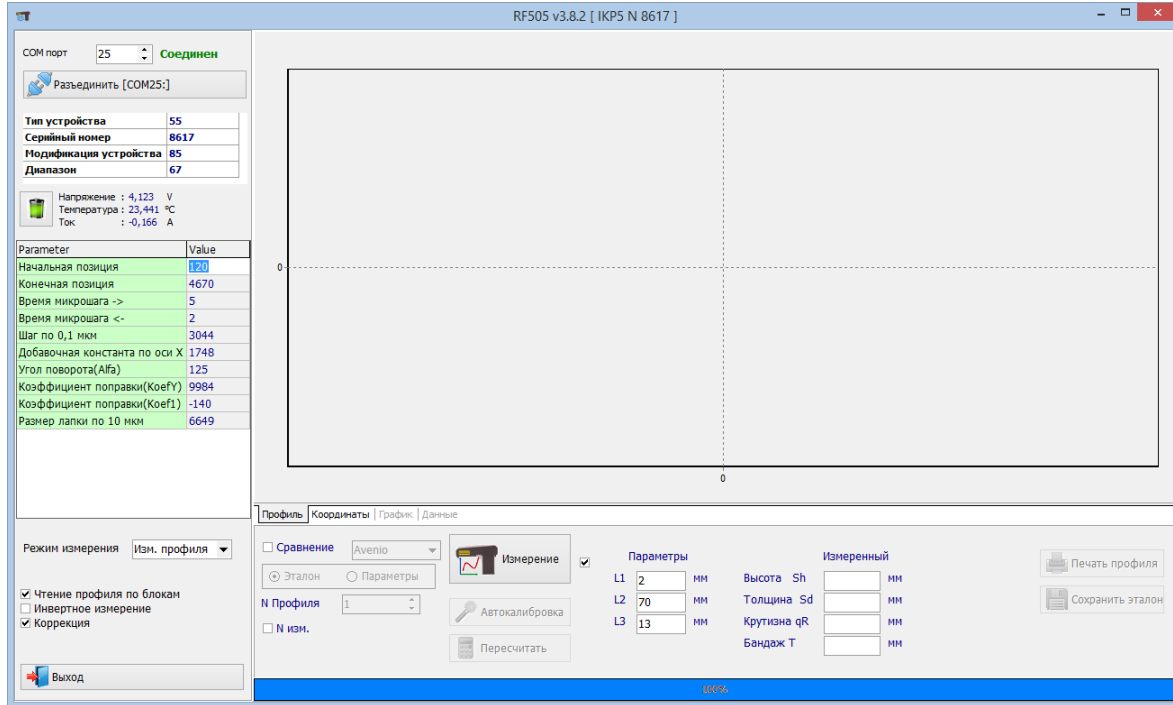 RF505 v3.8.2 [ IKP5 N 8617 ]
COM порт 25 Соединен
Разъединить [COM25:]
Тип устройства 55
Серийный номер 8617
Модификация устройства 85
Диапазон 67
Напряжение : 4,123 V
Температура : 23,441 °C
Ток : -0,166 A
Parameter Value
Начальная позиция 120
Конечная позиция 4670
Время микрошага -> 5
Время микрошага <- 2
Шаг по 0,1 мкм 3044
Добавочная константа по оси X 1748
Угол поворота(Alfa) 125
Коэффициент поправки(KoefY) 9984
Коэффициент поправки(Koef1) -140
Размер лапки по 10 мкм 6649
Режим измерения Изм. профиля
Чтение профиля по блокам
Инвертное измерение
Коррекция
Выход
0
0
Профиль Координаты График Данные
Сравнение Avenio
Эталон Параметры
N Профиля 1
N изм.
Измерение
Автокалибровка
Пересчитать
Параметры
L1 2 мм
L2 70 мм
L3 13 мм
Измеренный
Высота Sh мм
Толщина Sd мм
Крутизна qR мм
Бандаж T мм
Печать профиля
Сохранить эталон
100%